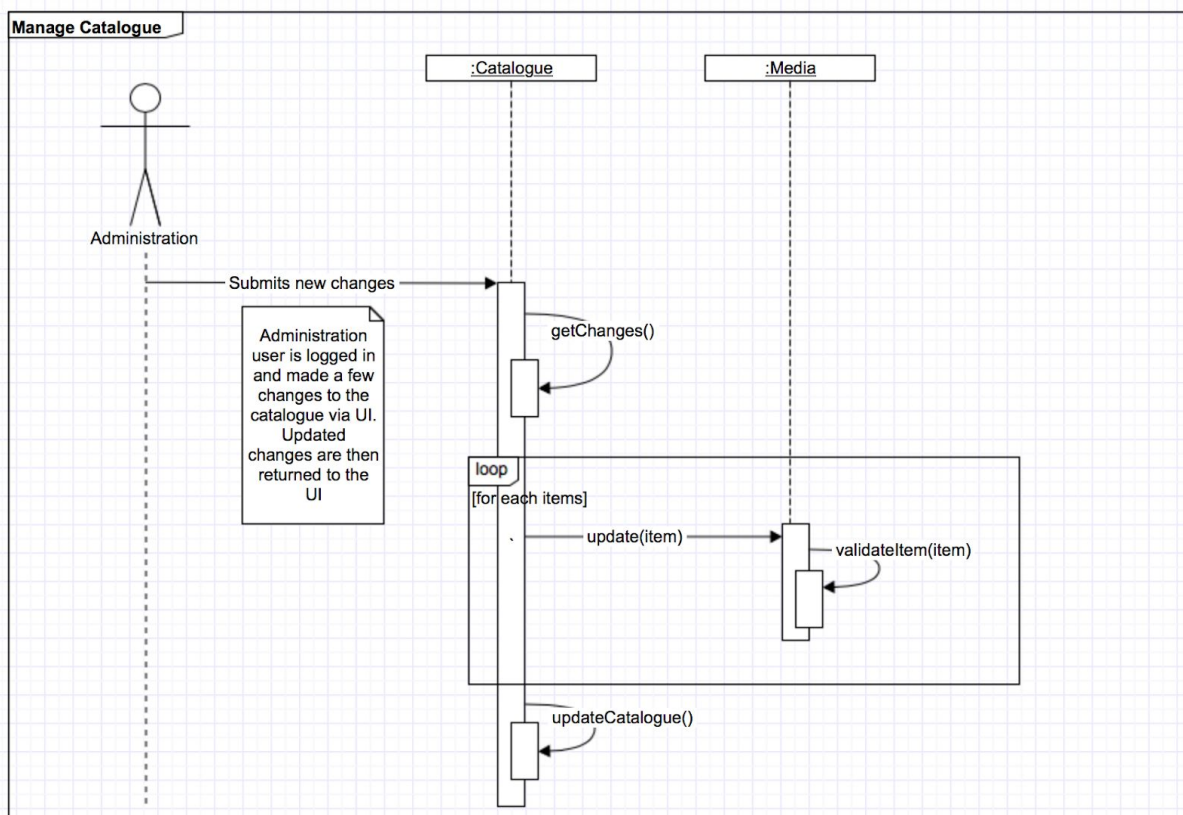 Manage Catalogue
:Catalogue
:Media
Administration
Submits new changes
Administration
user is logged in
and made a few
changes to the
catalogue via UI.
Updated
changes are then
returned to the
UI
getChanges()
loop
[for each items]
update(item)
validateItem(item)
updateCatalogue()